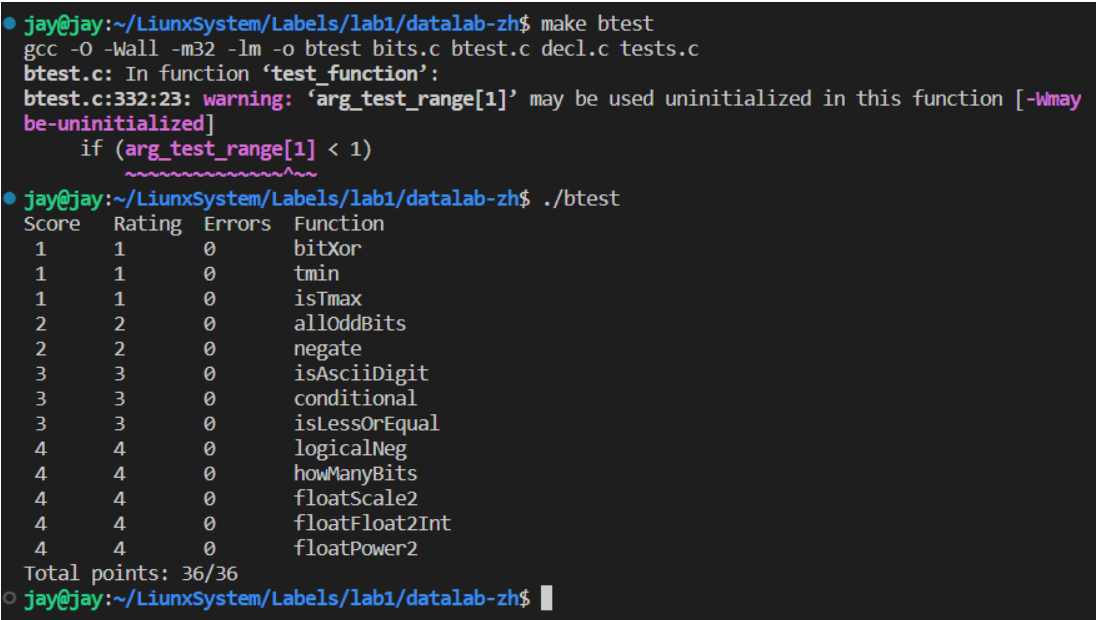 jay@jay:~/LiunxSystem/Labels/lab1/datalab-zh$ make btest
gcc -O -Wall -m32 -lm -o btest bits.c btest.c decl.c tests.c
btest.c: In function ‘test_function’:
btest.c:332:23: warning: ‘arg_test_range[1]’ may be used uninitialized in this function [-Wmay
be-uninitialized]
     if (arg_test_range[1] < 1)
         ~~~~~~~~~~~~~~^~~
jay@jay:~/LiunxSystem/Labels/lab1/datalab-zh$ ./btest
Score   Rating  Errors  Function
 1      1       0       bitXor
 1      1       0       tmin
 1      1       0       isTmax
 2      2       0       allOddBits
 2      2       0       negate
 3      3       0       isAsciiDigit
 3      3       0       conditional
 3      3       0       isLessOrEqual
 4      4       0       logicalNeg
 4      4       0       howManyBits
 4      4       0       floatScale2
 4      4       0       floatFloat2Int
 4      4       0       floatPower2
Total points: 36/36
jay@jay:~/LiunxSystem/Labels/lab1/datalab-zh$